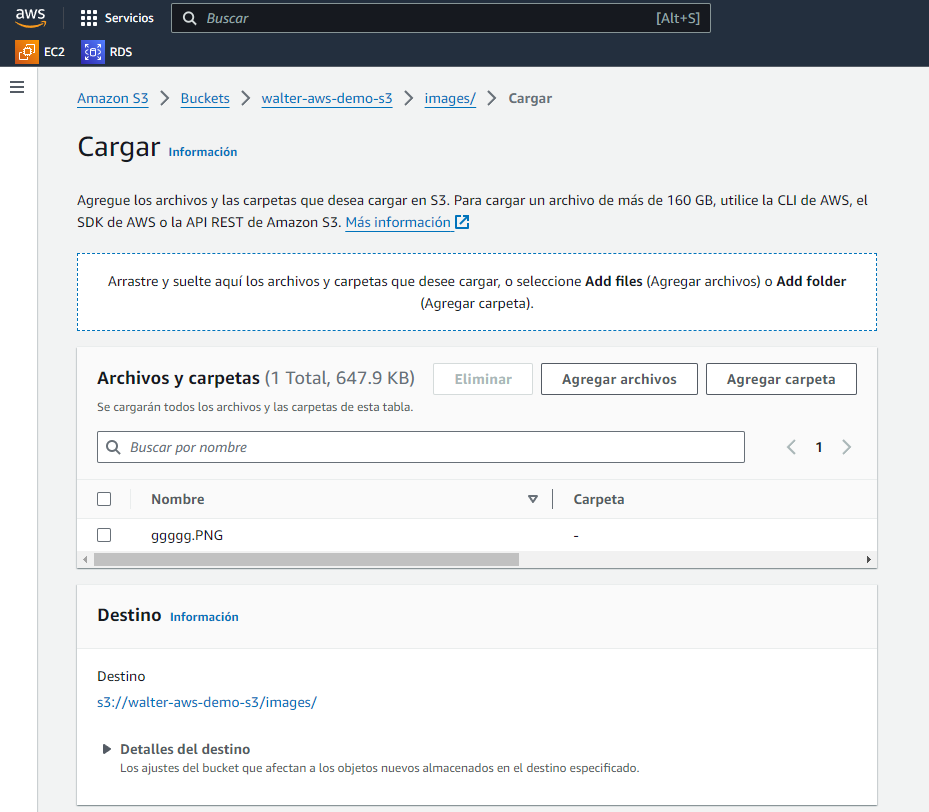 aws
Servicios
Buscar
[Alt+S]
EC2
RDS
Amazon S3 > Buckets > walter-aws-demo-s3 > images/ > Cargar
Cargar Información
Agregue los archivos y las carpetas que desea cargar en S3. Para cargar un archivo de más de 160 GB, utilice la CLI de AWS, el
SDK de AWS o la API REST de Amazon S3. Más información
Arrastre y suelte aquí los archivos y carpetas que desee cargar, o seleccione Add files (Agregar archivos) o Add folder
(Agregar carpeta).
Archivos y carpetas (1 Total, 647.9 KB)
Eliminar
Agregar archivos
Agregar carpeta
Se cargarán todos los archivos y las carpetas de esta tabla.
Buscar por nombre
1
Nombre
Carpeta
ggggg.PNG
-
Destino Información
Destino
s3://walter-aws-demo-s3/images/
Detalles del destino
Los ajustes del bucket que afectan a los objetos nuevos almacenados en el destino especificado.